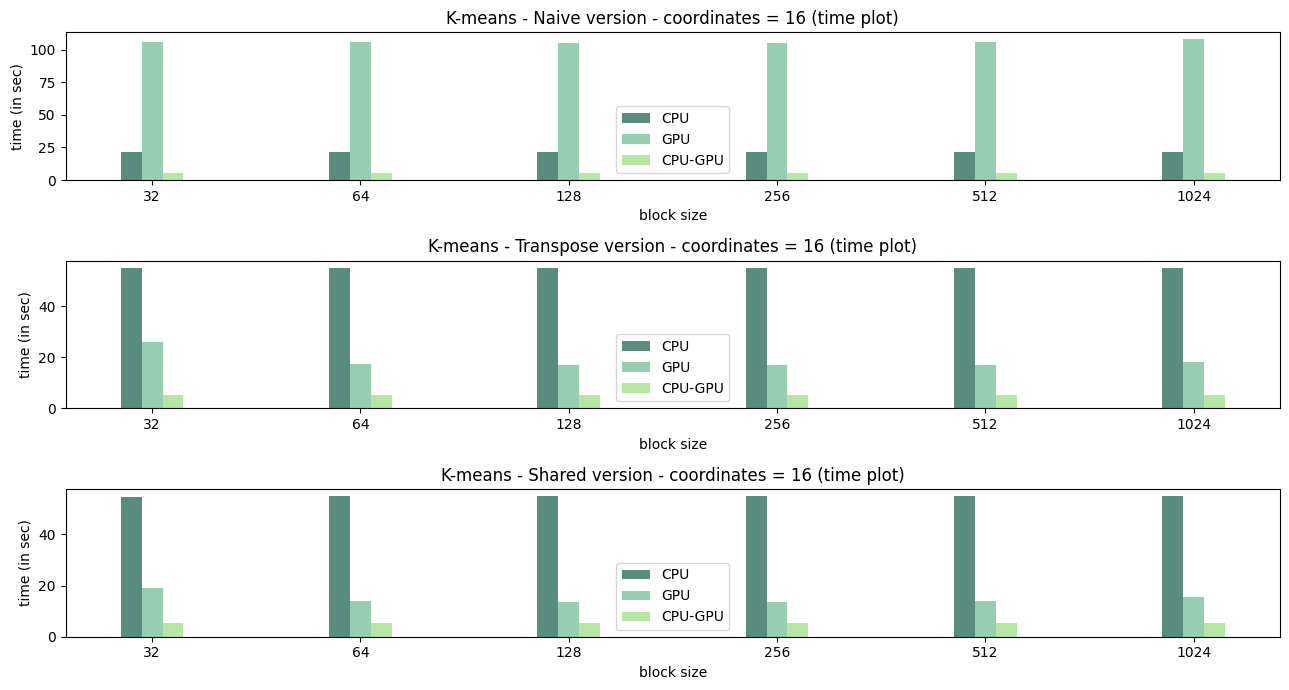 K-means - Naive version - coordinates = 16 (time plot)
time (in sec)
100
75
50
25
0
CPU
GPU
CPU-GPU
32 64 128 256 512 1024
block size
K-means - Transpose version - coordinates = 16 (time plot)
time (in sec)
40
20
0
CPU
GPU
CPU-GPU
32 64 128 256 512 1024
block size
K-means - Shared version - coordinates = 16 (time plot)
time (in sec)
40
20
0
CPU
GPU
CPU-GPU
32 64 128 256 512 1024
block size